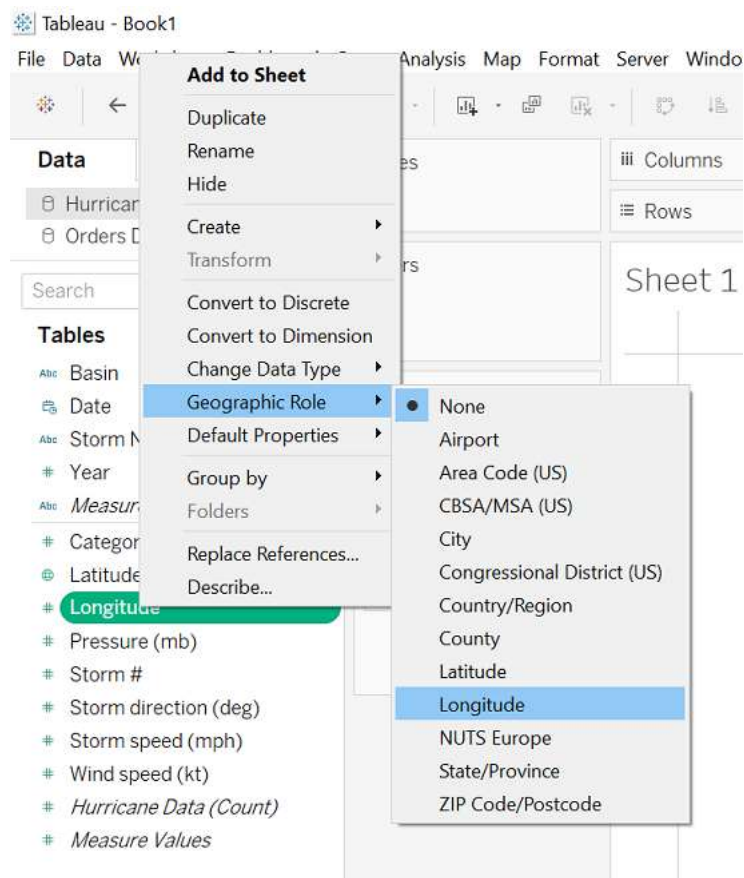 Tableau - Book1
File Data Analysis Map Format Server
Data
Columns
Rows
Sheet 1
Search
Tables
Basin
Date
Year
Latitude
Longitude
Pressure (mb)
Storm #
Storm direction (deg)
Storm speed (mph)
Wind speed (kt)
Hurricane Data (Count)
Measure Values
Add to Sheet
Duplicate
Rename
Hide
Create
Transform
Convert to Discrete
Convert to Dimension
Change Data Type
Geographic Role
Default Properties
Group by
Folders
Replace References...
Describe...
None
Airport
Area Code (US)
CBSA/MSA (US)
City
Congressional District (US)
Country/Region
County
Latitude
Longitude
NUTS Europe
State/Province
ZIP Code/Postcode